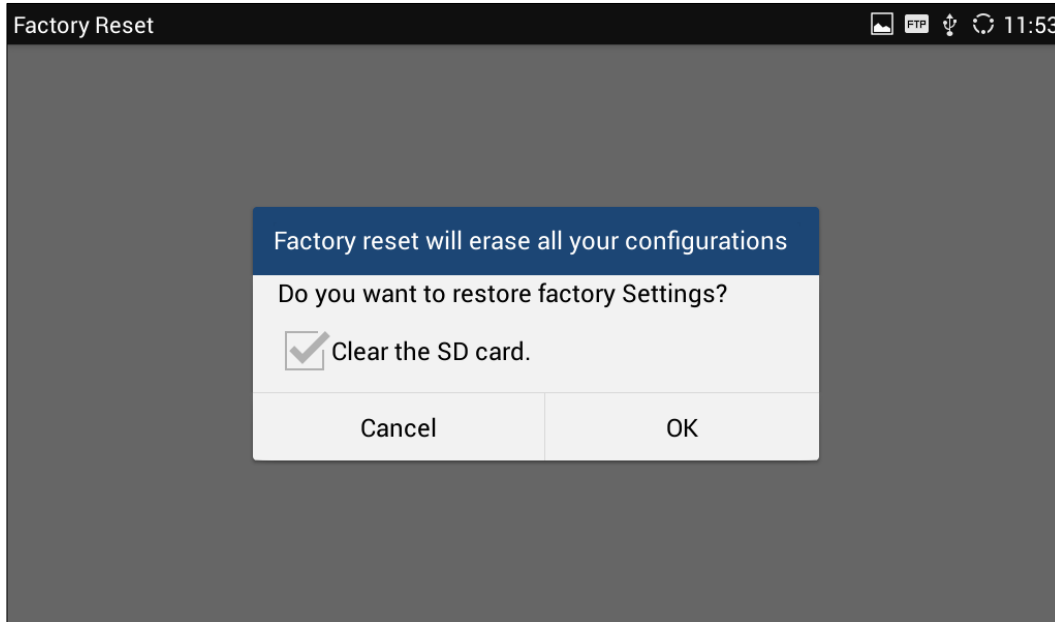 Factory Reset
FTP 11:53
Factory reset will erase all your configurations
Do you want to restore factory Settings?
Clear the SD card.
Cancel OK